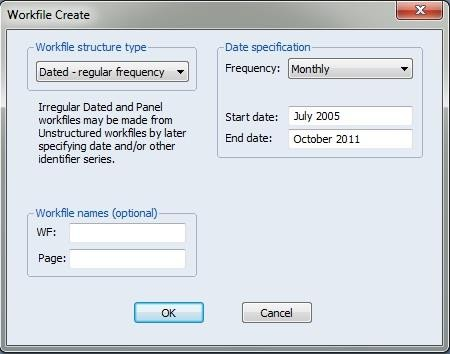 Workfile Create
Workfile structure type
Dated - regular frequency
Irregular Dated and Panel
workfiles may be made from
Unstructured workfiles by later
specifying date and/or other
identifier series.
Date specification
Frequency: Monthly
Start date: July 2005
End date: October 2011
Workfile names (optional)
WF:
Page:
OK
Cancel